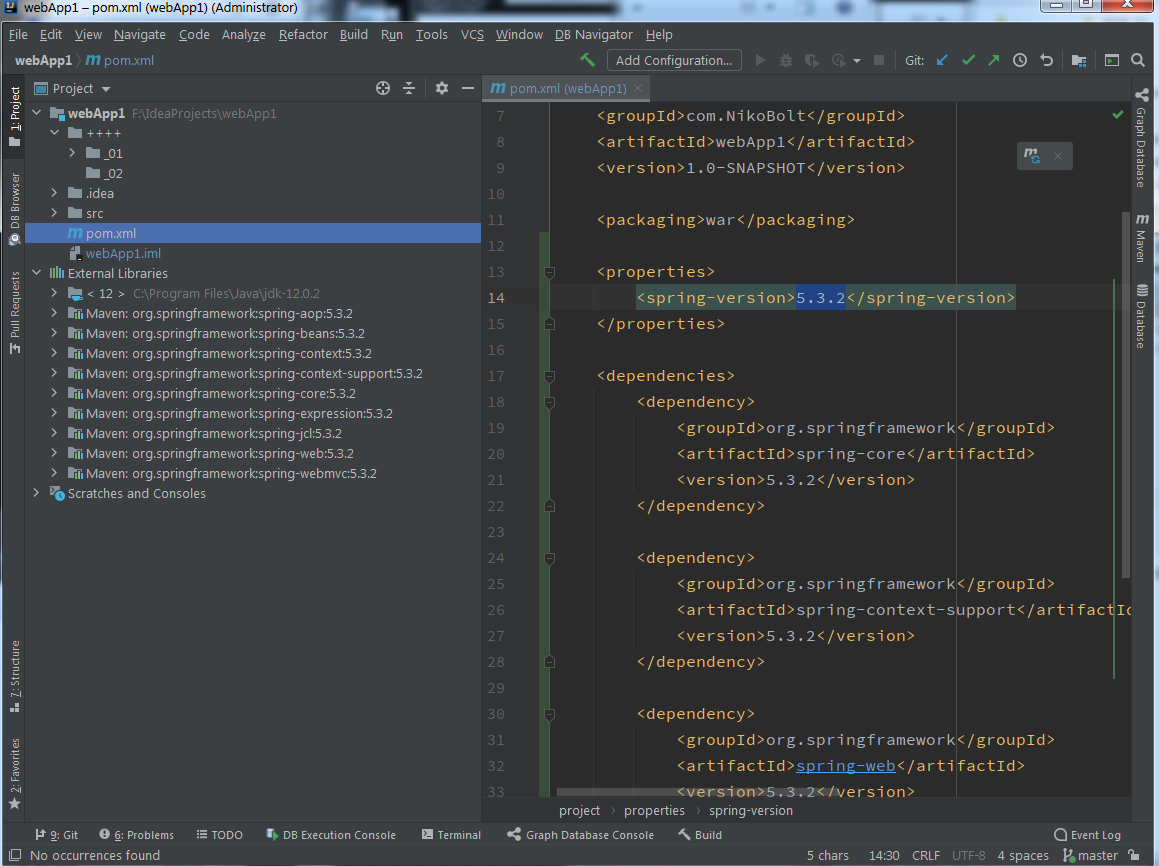 webApp1 – pom.xml (webApp1) (Administrator)
File Edit View Navigate Code Analyze Refactor Build Run Tools VCS Window DB Navigator Help
webApp1 pom.xml
Add Configuration...
Git:
Project
pom.xml (webApp1)
1: Project
DB Browser
Pull Requests
7: Structure
2: Favorites
webApp1 F:\IdeaProjects\webApp1
++++
_01
_02
.idea
src
pom.xml
webApp1.iml
External Libraries
< 12 > C:\Program Files\Java\jdk-12.0.2
Maven: org.springframework:spring-aop:5.3.2
Maven: org.springframework:spring-beans:5.3.2
Maven: org.springframework:spring-context:5.3.2
Maven: org.springframework:spring-context-support:5.3.2
Maven: org.springframework:spring-core:5.3.2
Maven: org.springframework:spring-expression:5.3.2
Maven: org.springframework:spring-jcl:5.3.2
Maven: org.springframework:spring-web:5.3.2
Maven: org.springframework:spring-webmvc:5.3.2
Scratches and Consoles
7 <groupId>com.NikoBolt</groupId>
8 <artifactId>webApp1</artifactId>
9 <version>1.0-SNAPSHOT</version>
10
11 <packaging>war</packaging>
12
13 <properties>
14 <spring-version>5.3.2</spring-version>
15 </properties>
16
17 <dependencies>
18 <dependency>
19 <groupId>org.springframework</groupId>
20 <artifactId>spring-core</artifactId>
21 <version>5.3.2</version>
22 </dependency>
23
24 <dependency>
25 <groupId>org.springframework</groupId>
26 <artifactId>spring-context-support</artifactId
27 <version>5.3.2</version>
28 </dependency>
29
30 <dependency>
31 <groupId>org.springframework</groupId>
32 <artifactId>spring-web</artifactId>
33 <version>5.3.2</version>
Graph Database
Maven
Database
project properties spring-version
9: Git 6: Problems TODO DB Execution Console Terminal Graph Database Console Build Event Log
No occurrences found 5 chars 14:30 CRLF UTF-8 4 spaces master